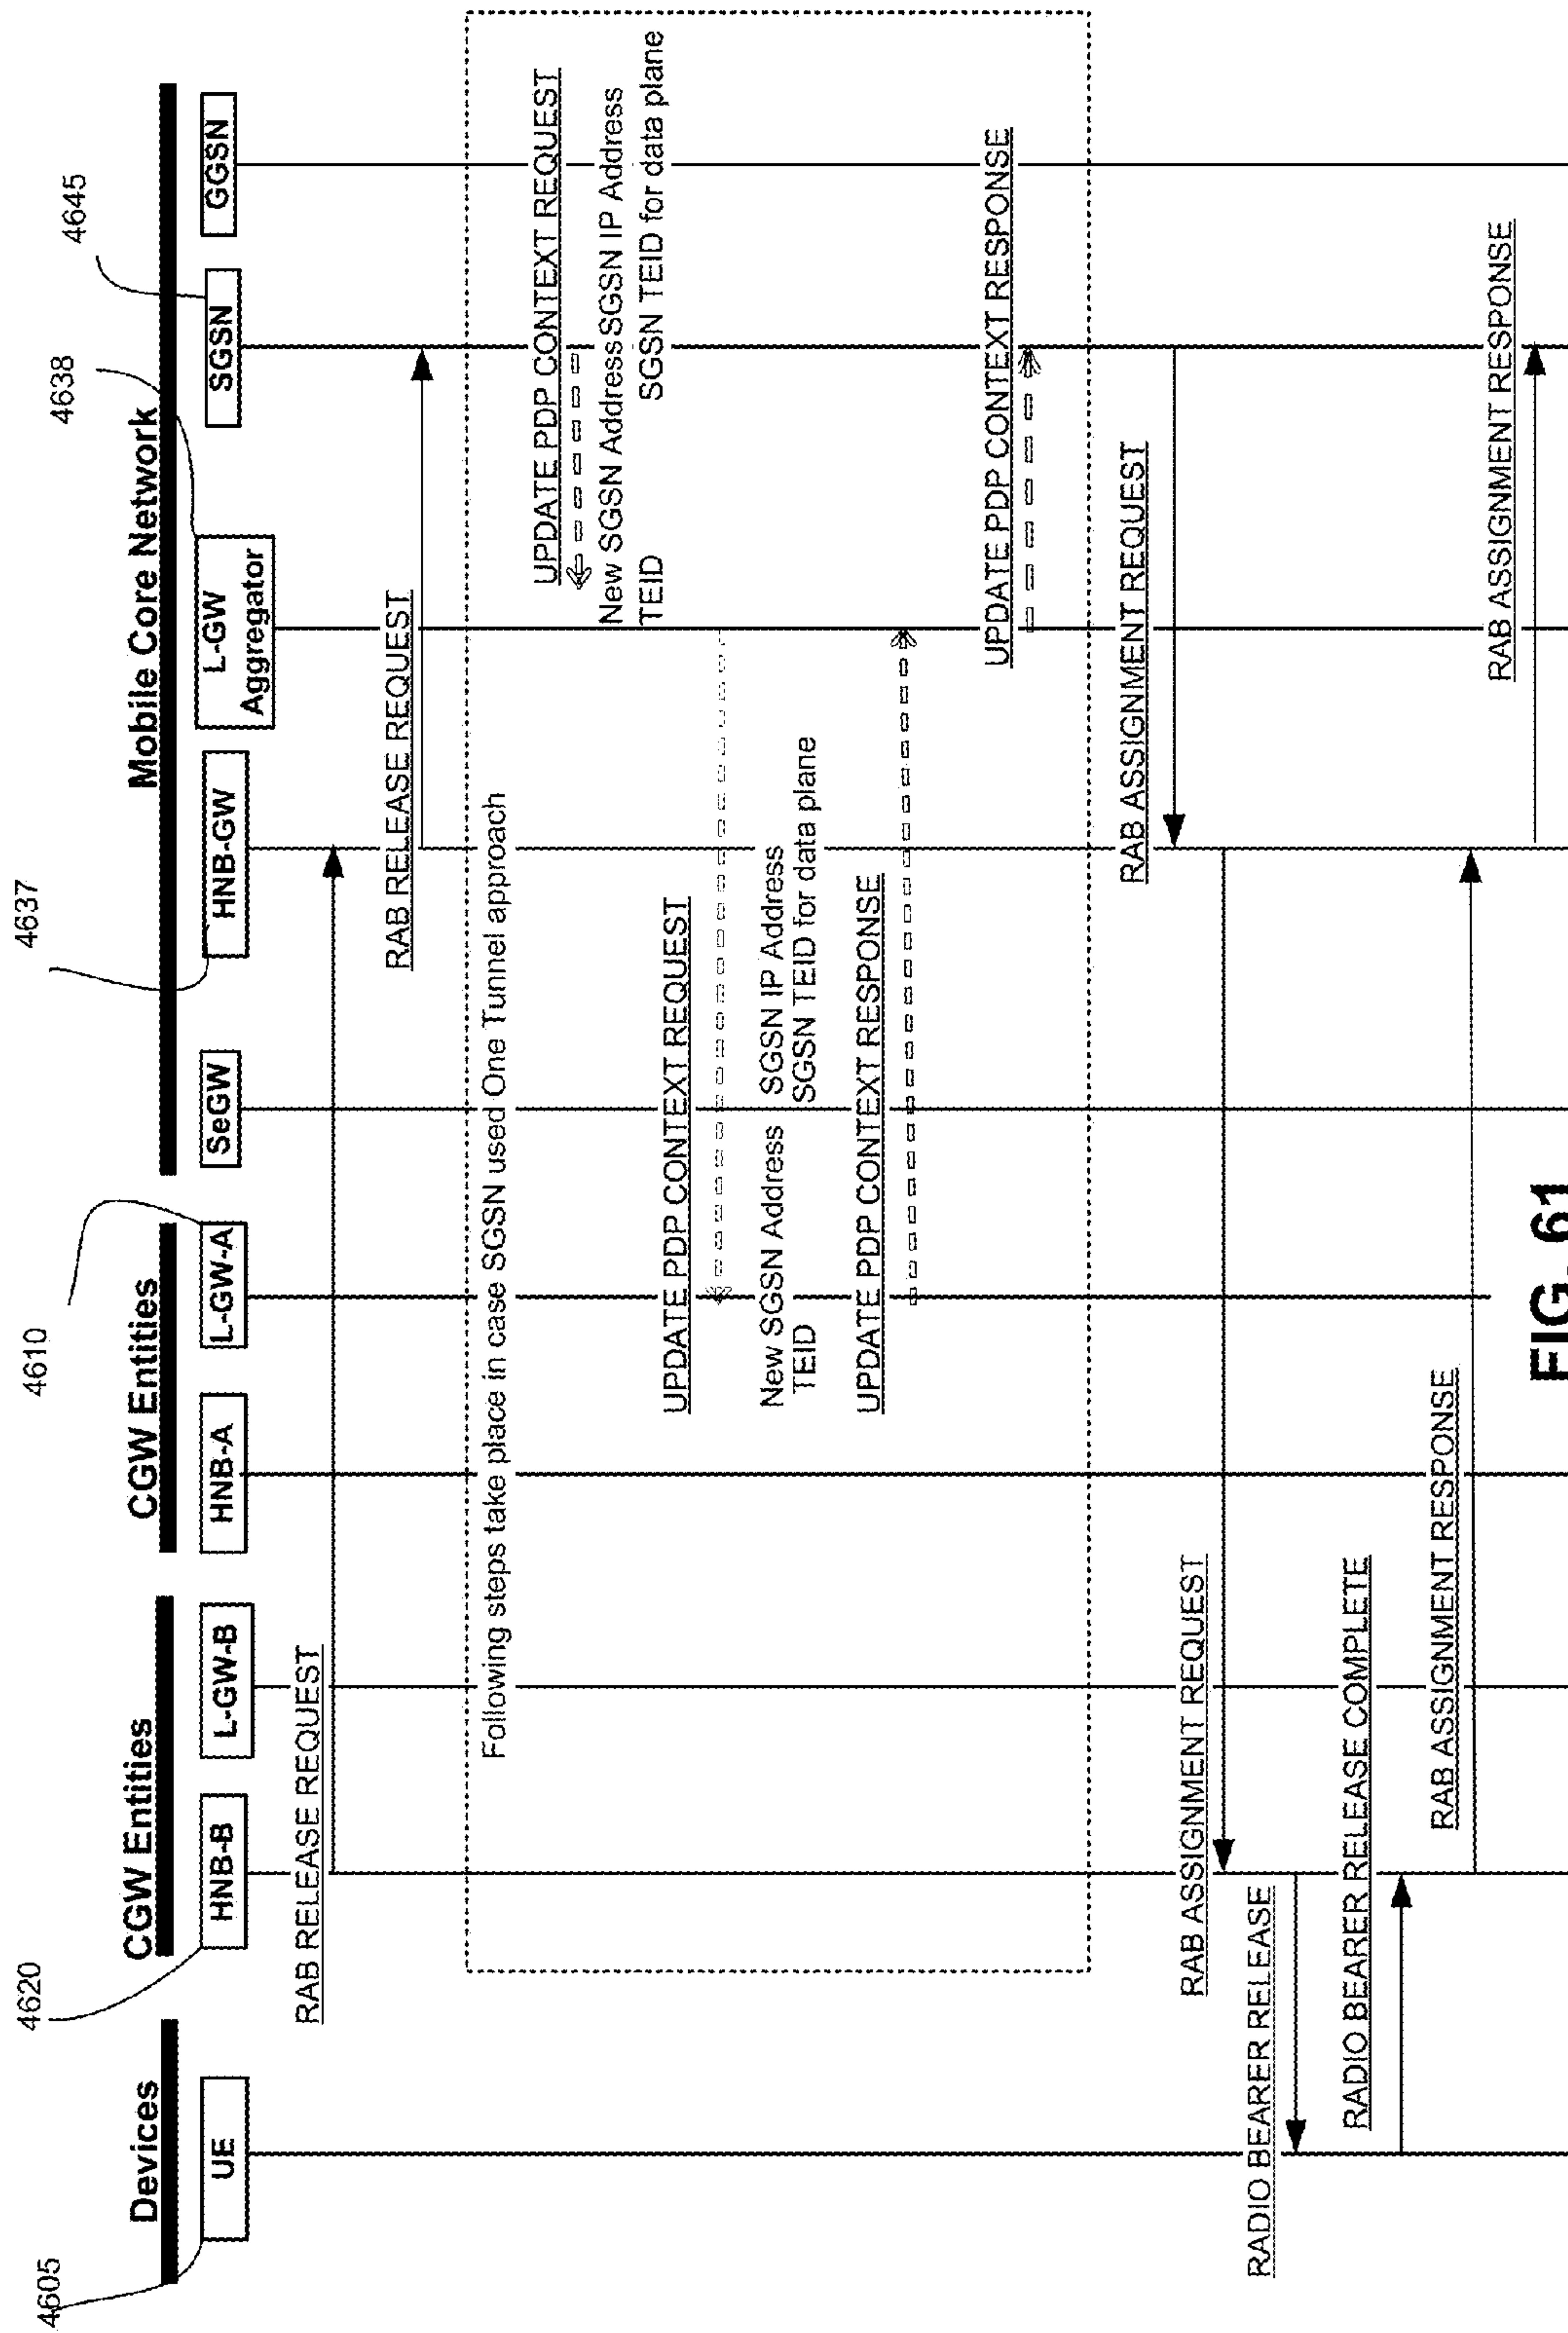 4605
4620
4610
4637
4638
4645
Devices
CGW Entities
CGW Entities
Mobile Core Network
UE
HNB-B
L-GW-B
HNB-A
L-GW-A
SeGW
HNB-GW
L-GW
Aggregator
SGSN
GGSN
RAB RELEASE REQUEST
RAB RELEASE REQUEST
Following steps take place in case SGSN used One Tunnel approach
UPDATE PDP CONTEXT REQUEST
New SGSN Address SGSN IP Address
TEID SGSN TEID for data plane
UPDATE PDP CONTEXT REQUEST
New SGSN Address SGSN IP Address
TEID SGSN TEID for data plane
UPDATE PDP CONTEXT RESPONSE
UPDATE PDP CONTEXT RESPONSE
RAB ASSIGNMENT REQUEST
RAB ASSIGNMENT REQUEST
RADIO BEARER RELEASE
RADIO BEARER RELEASE COMPLETE
RAB ASSIGNMENT RESPONSE
RAB ASSIGNMENT RESPONSE
FIG. 61